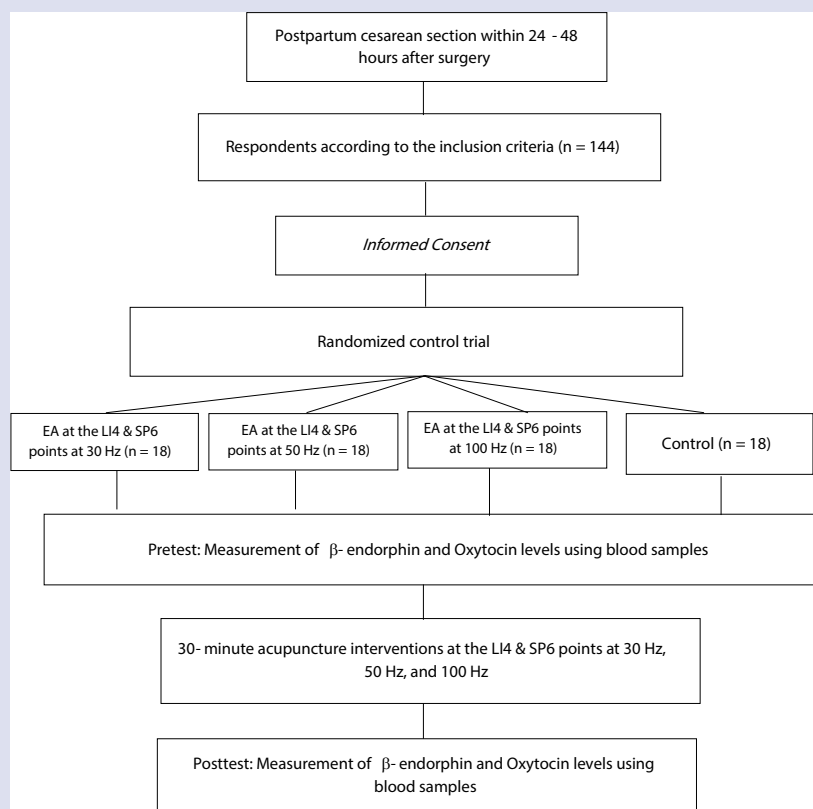 Postpartum cesarean section within 24 - 48
hours after surgery
Respondents according to the inclusion criteria (n = 144)
Informed Consent
Randomized control trial
EA at the LI4 & SP6
points at 30 Hz (n = 18)
EA at the LI4 & SP6
points at 50 Hz (n = 18)
EA at the LI4 & SP6 points
at 100 Hz (n = 18)
Control (n = 18)
Pretest: Measurement of β- endorphin and Oxytocin levels using blood samples
30- minute acupuncture interventions at the LI4 & SP6 points at 30 Hz,
50 Hz, and 100 Hz
Posttest: Measurement of β- endorphin and Oxytocin levels using
blood samples